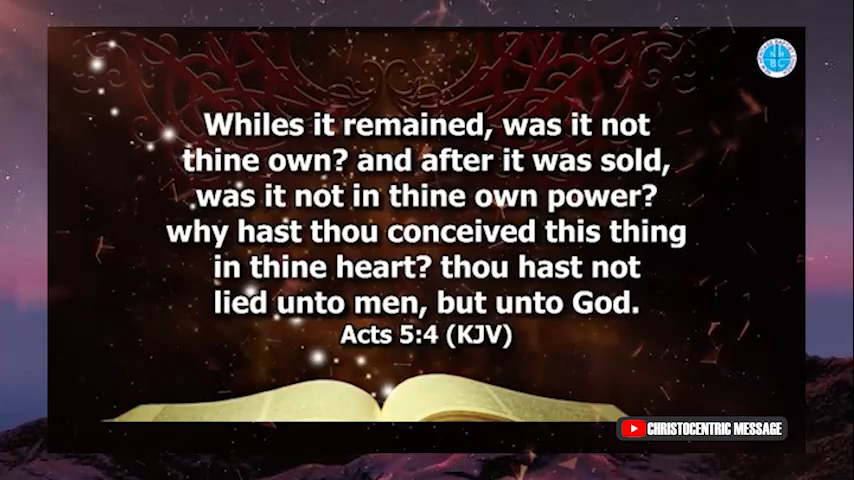 Whiles it remained, was it not
thine own? and after it was sold,
was it not in thine own power?
why hast thou conceived this thing
in thine heart? thou hast not
lied unto men, but unto God.
Acts 5:4 (KJV)
CHRISTOCENTRIC MESSAGE